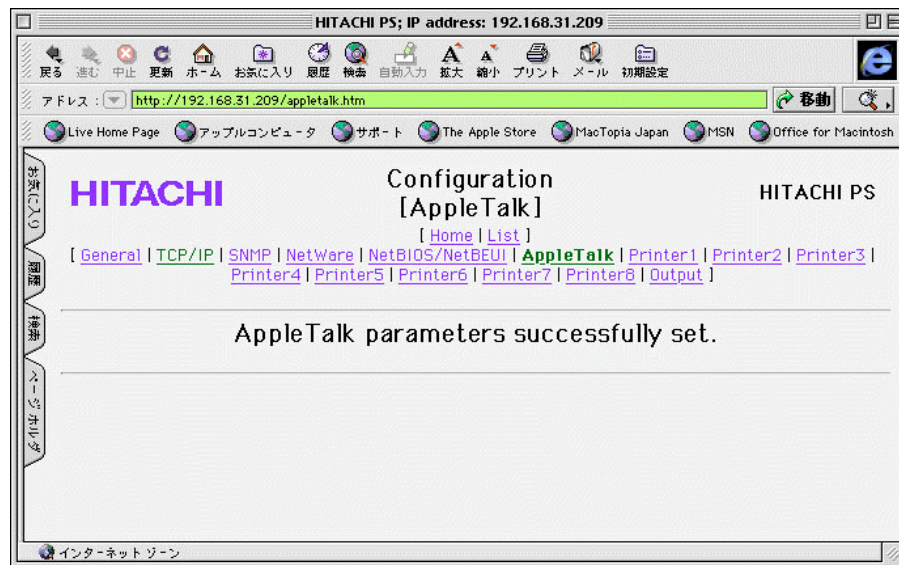 HITACHI PS; IP address: 192.168.31.209
戻る 進む 中止 更新 ホーム お気に入り 履歴 検索 自動入力 拡大 縮小 プリント メール 初期設定
アドレス : http://192.168.31.209/appletalk.htm 移動
Live Home Page アップルコンピュータ サポート The Apple Store MacTopia Japan MSN Office for Macintosh
お気に入り
履歴
検索
ページホルダ
HITACHI
Configuration
[AppleTalk]
HITACHI PS
[ Home | List ]
[ General | TCP/IP | SNMP | NetWare | NetBIOS/NetBEUI | AppleTalk | Printer1 | Printer2 | Printer3 |
Printer4 | Printer5 | Printer6 | Printer7 | Printer8 | Output ]
AppleTalk parameters successfully set.
インターネット ゾーン